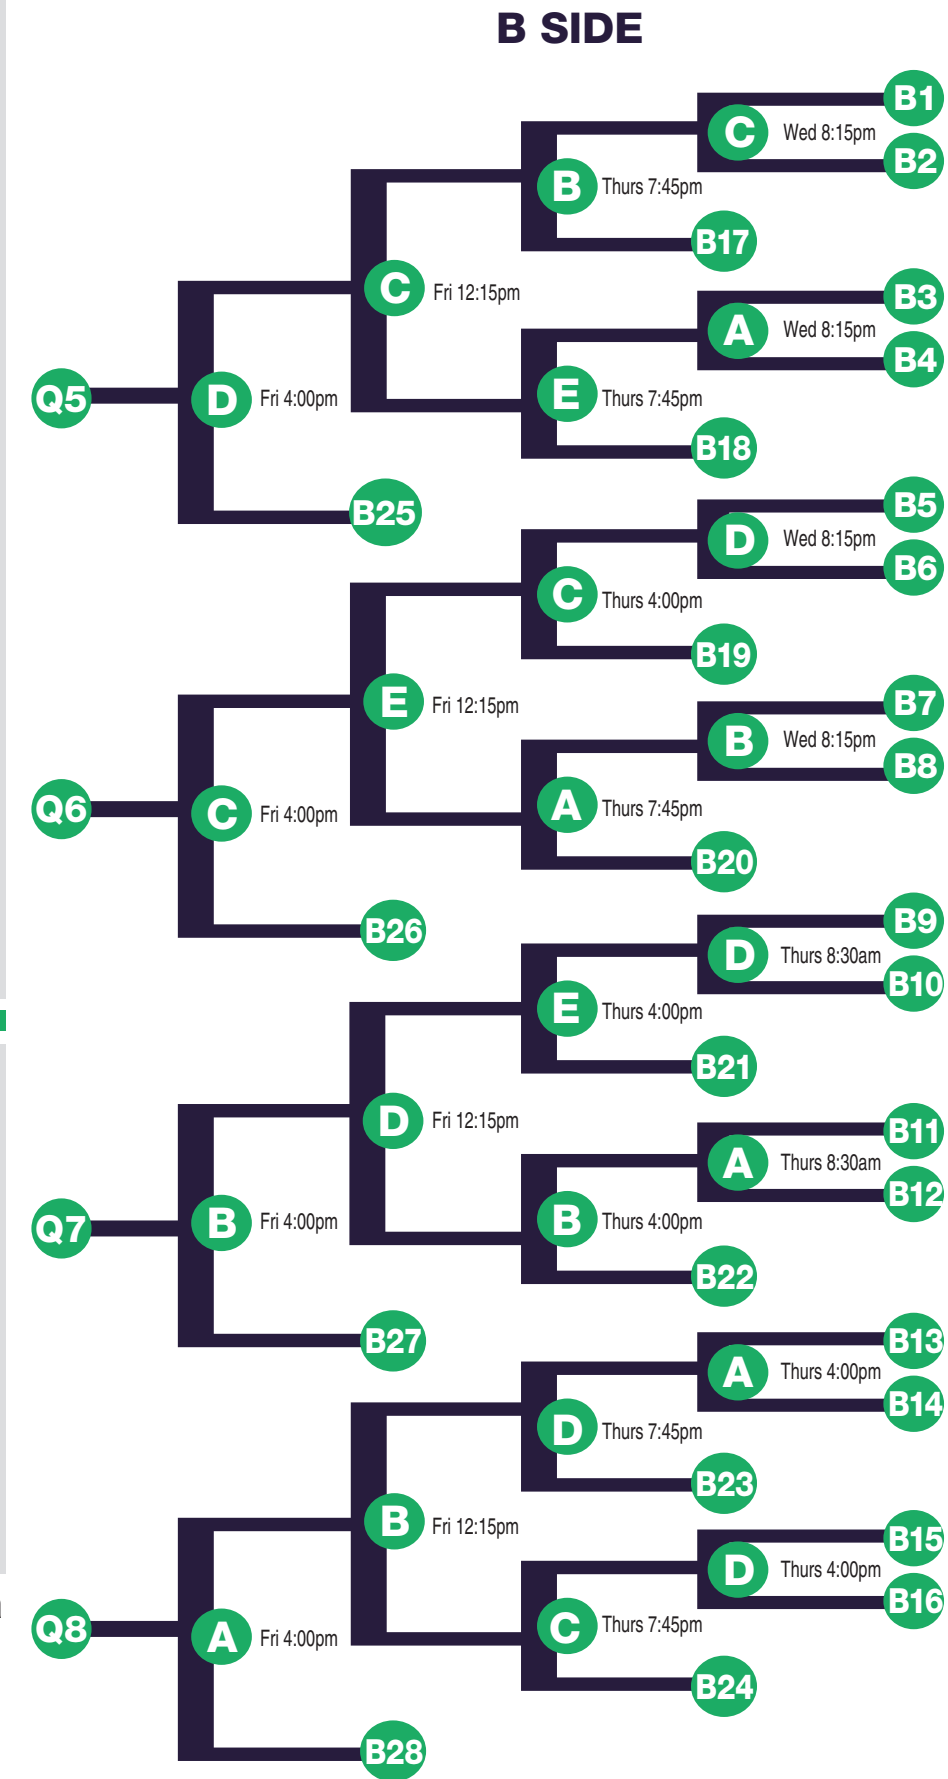 B SIDE
B1
C Wed 8:15pm
B2
B Thurs 7:45pm
B17
C Fri 12:15pm
B3
A Wed 8:15pm
B4
E Thurs 7:45pm
Q5 D Fri 4:00pm
B18
B25
B5
D Wed 8:15pm
B6
C Thurs 4:00pm
B19
E Fri 12:15pm
B7
B Wed 8:15pm
B8
A Thurs 7:45pm
Q6 C Fri 4:00pm
B20
B26
B9
D Thurs 8:30am
B10
E Thurs 4:00pm
B21
D Fri 12:15pm
B11
A Thurs 8:30am
B12
B Thurs 4:00pm
Q7 B Fri 4:00pm
B22
B27
B13
A Thurs 4:00pm
B14
D Thurs 7:45pm
B23
B Fri 12:15pm
B15
D Thurs 4:00pm
B16
C Thurs 7:45pm
Q8 A Fri 4:00pm
B24
B28